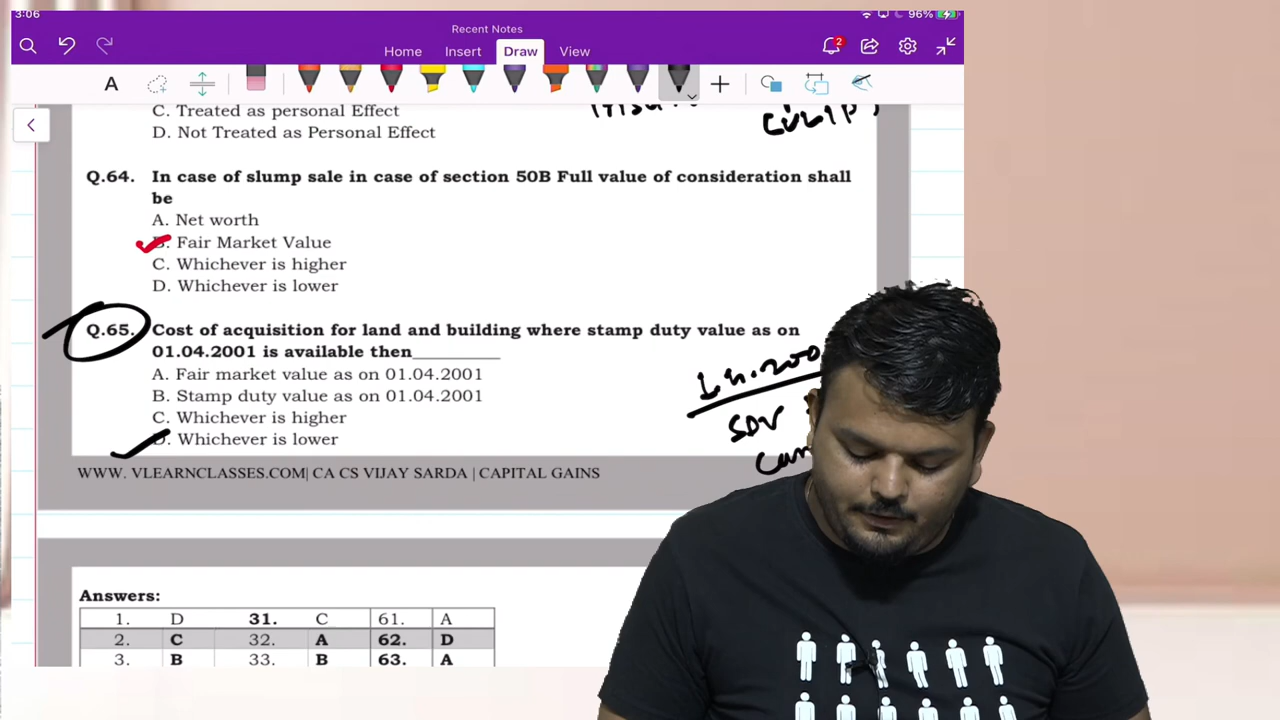 3:06
96%
Recent Notes
2
Home Insert Draw View
A
C. Treated as personal Effect
D. Not Treated as Personal Effect
Q.64. In case of slump sale in case of section 50B Full value of consideration shall
be
A. Net worth
B. Fair Market Value
C. Whichever is higher
D. Whichever is lower
Q.65. Cost of acquisition for land and building where stamp duty value as on
01.04.2001 is available then__________
A. Fair market value as on 01.04.2001
B. Stamp duty value as on 01.04.2001
C. Whichever is higher
D. Whichever is lower
SDV
WWW. VLEARNCLASSES.COM| CA CS VIJAY SARDA | CAPITAL GAINS
Answers:
1. D 31. C 61. A
2. C 32. A 62. D
3. B 33. B 63. A